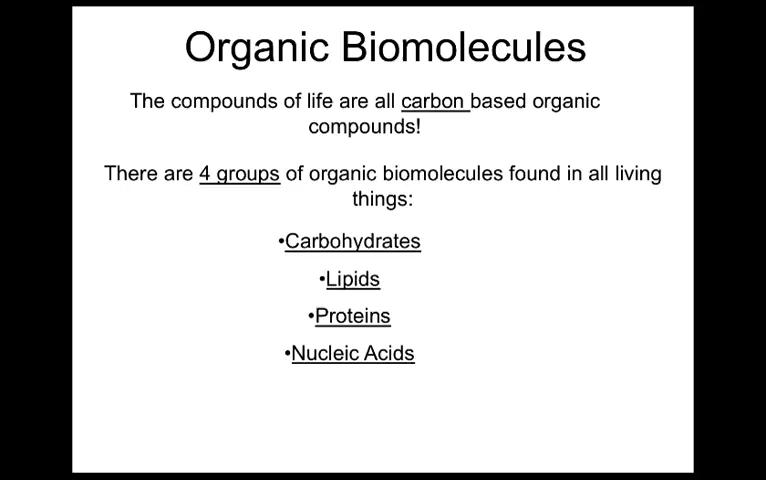 Organic Biomolecules
The compounds of life are all carbon based organic
compounds!
There are 4 groups of organic biomolecules found in all living
things:
•Carbohydrates
•Lipids
•Proteins
•Nucleic Acids